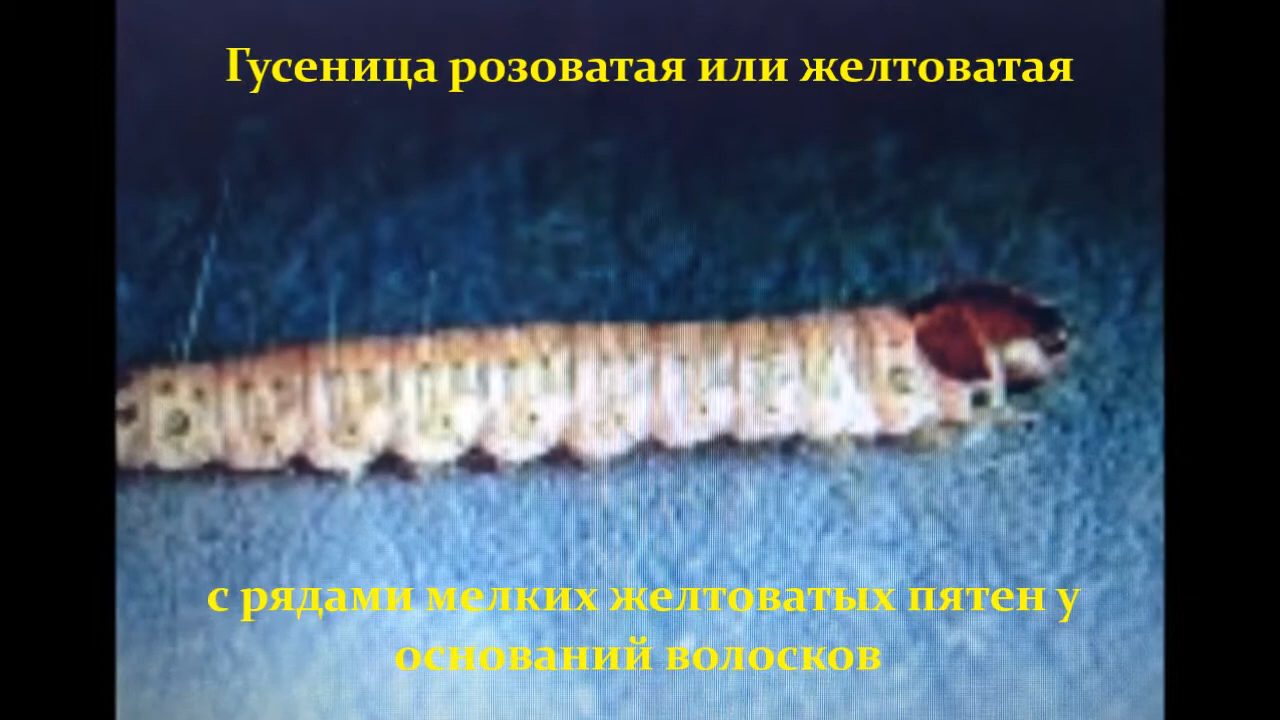 Гусеница розоватая или желтоватая
с рядами мелких желтоватых пятен у
оснований волосков